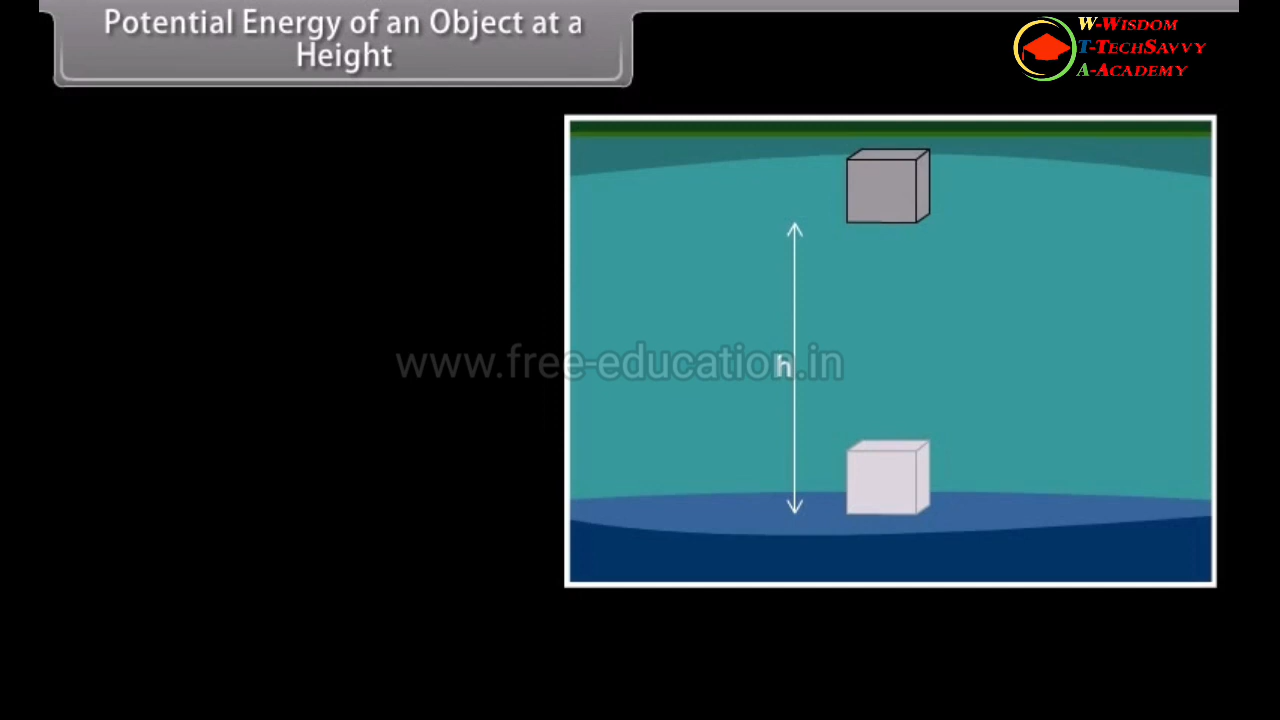 Potential Energy of an Object at a
Height
W-Wisdom
T-TechSavvy
A-Academy
www.free-education.in
h